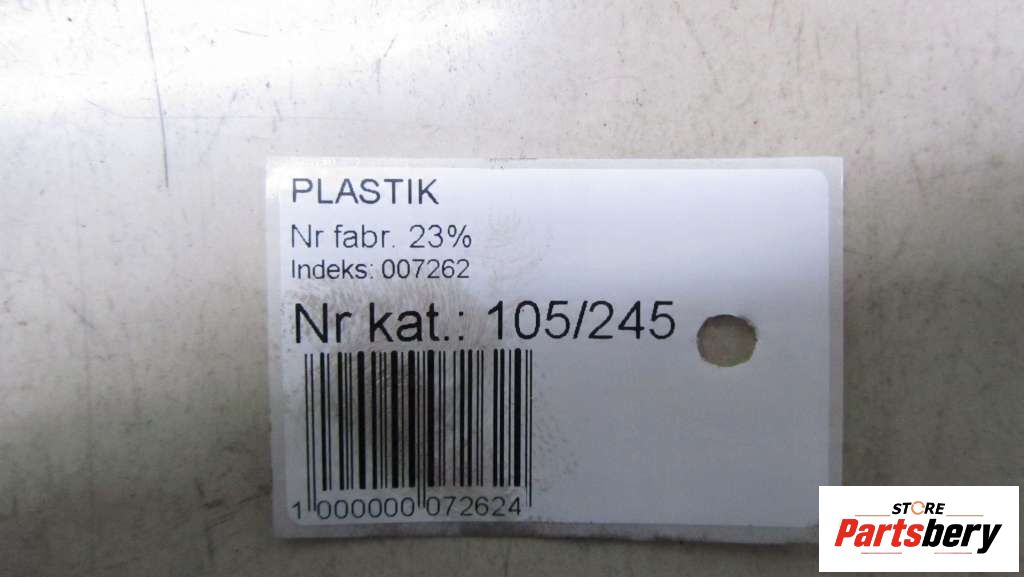 PLASTIK
Nr fabr. 23%
Indeks: 007262
Nr kat.: 105/245
1 000000 072624
STORE
Partsbery